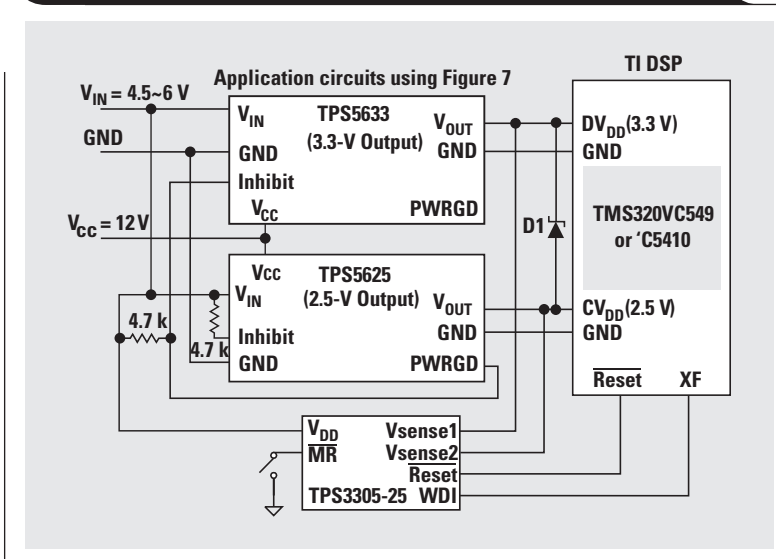 TI DSP
Application circuits using Figure 7
V_IN = 4.5~6 V
GND
V_CC = 12 V
V_IN
TPS5633
(3.3-V Output)
V_OUT
GND
GND
Inhibit
V_CC
PWRGD
DV_DD(3.3 V)
GND
TMS320VC549
or ‘C5410
D1
Vcc
TPS5625
V_IN
(2.5-V Output)
V_OUT
Inhibit
GND
GND
PWRGD
4.7 k
4.7 k
CV_DD(2.5 V)
GND
Reset
XF
V_DD
Vsense1
MR
Vsense2
Reset
TPS3305-25
WDI